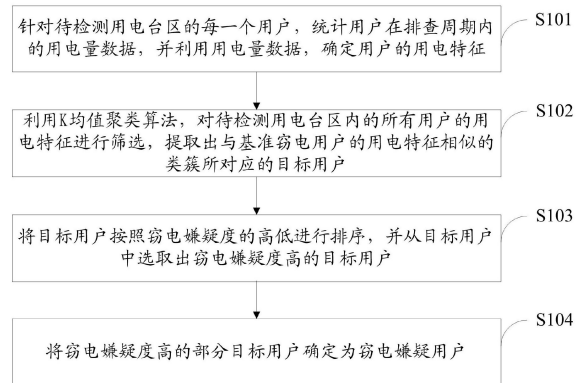 针对待检测用电台区的每一个用户，统计用户在排查周期内
的用电量数据，并利用用电量数据，确定用户的用电特征
S101
利用K均值聚类算法，对待检测用电台区内的所有用户的用
电特征进行筛选，提取出与基准窃电用户的用电特征相似的
类簇所对应的目标用户
S102
将目标用户按照窃电嫌疑度的高低进行排序，并从目标用户
中选取出窃电嫌疑度高的目标用户
S103
将窃电嫌疑度高的部分目标用户确定为窃电嫌疑用户
S104